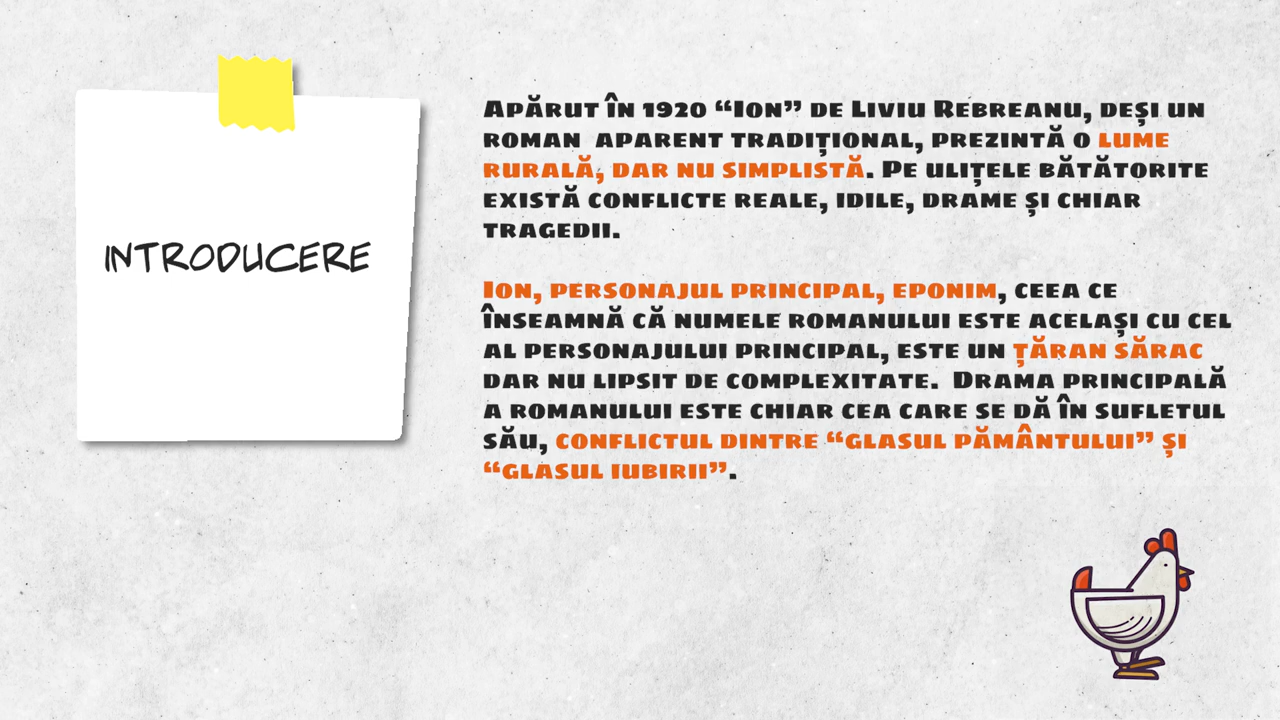 INTRODUCERE
Apărut în 1920 “Ion” de Liviu Rebreanu, deși un
roman aparent tradițional, prezintă o lume
rurală, dar nu simplistă. Pe ulițele bătătorite
există conflicte reale, idile, drame și chiar
tragedii.
Ion, personajul principal, eponim, ceea ce
înseamnă că numele romanului este același cu cel
al personajului principal, este un țăran sărac
dar nu lipsit de complexitate. Drama principală
a romanului este chiar cea care se dă în sufletul
său, conflictul dintre “glasul pământului” și
“glasul iubirii”.